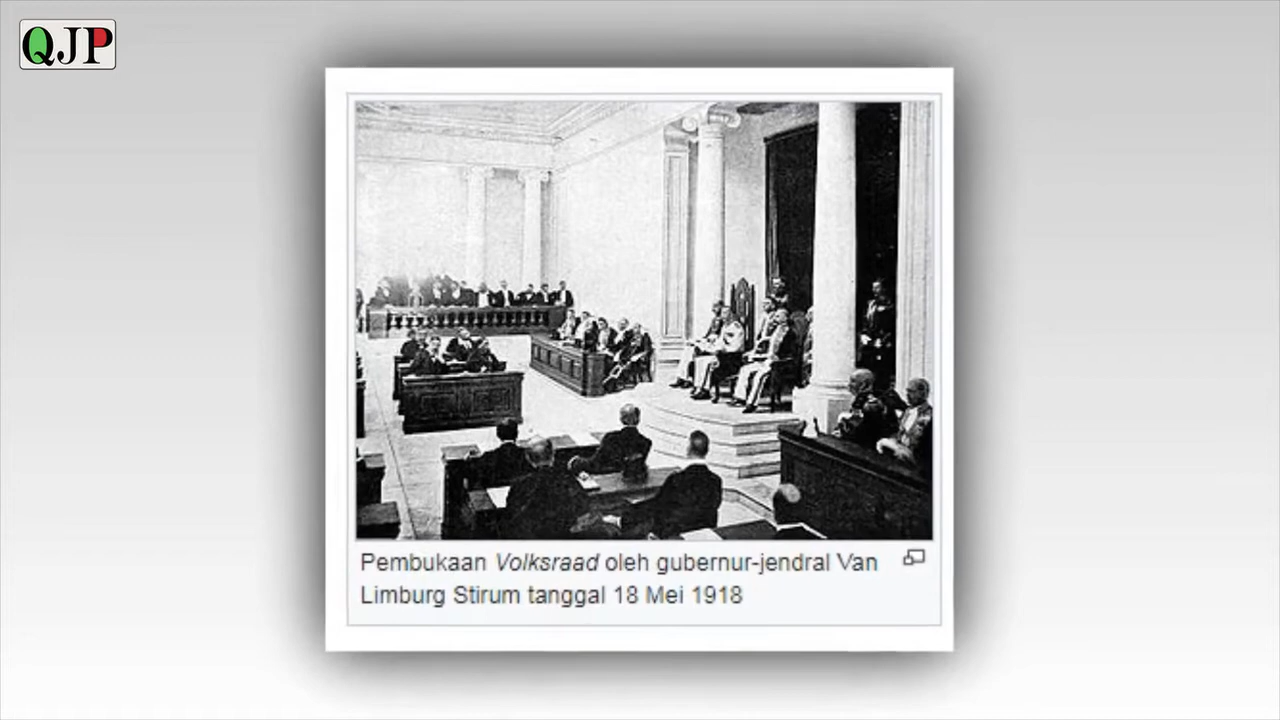 QJP
Pembukaan Volksraad oleh gubernur-jendral Van
Limburg Stirum tanggal 18 Mei 1918